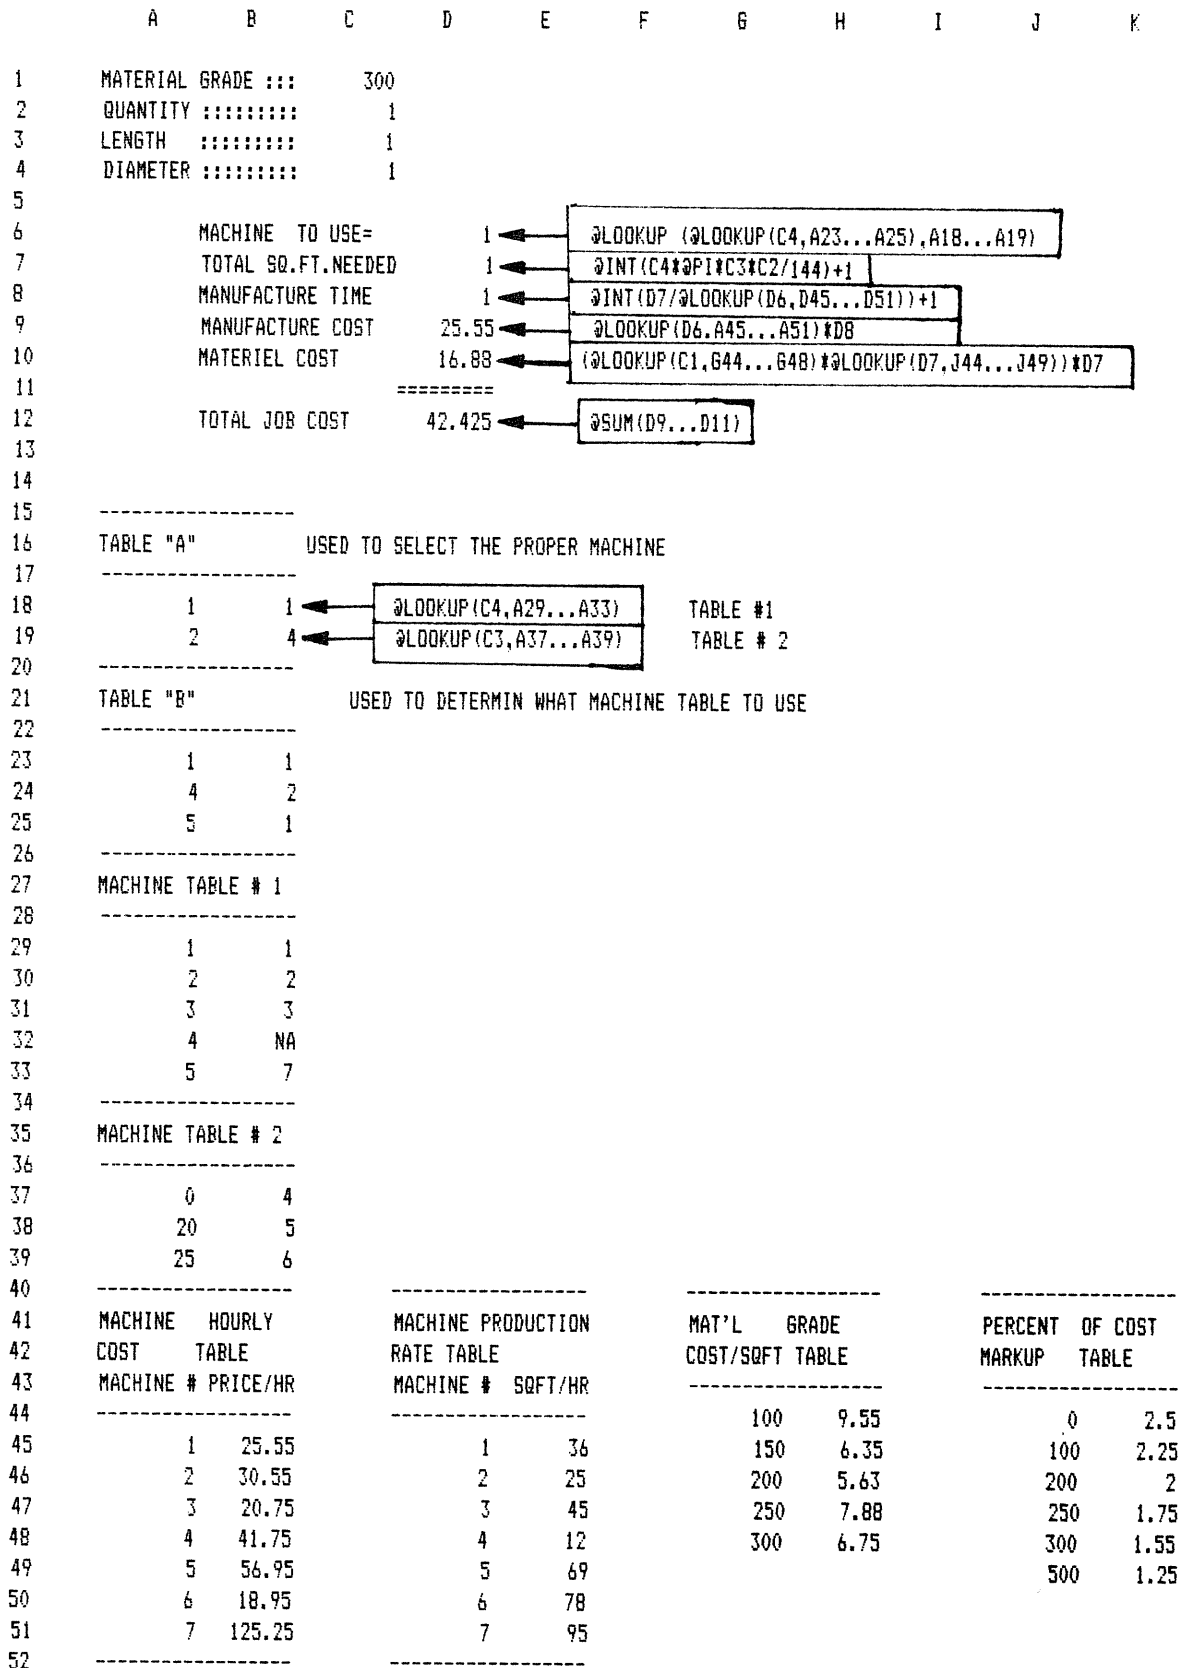 A B C D E F G H I J K
1 MATERIAL GRADE ::: 300
2 QUANTITY ::::::::: 1
3 LENGTH ::::::::: 1
4 DIAMETER ::::::::: 1
5
6 MACHINE TO USE= 1 @LOOKUP (@LOOKUP(C4,A23...A25),A18...A19)
7 TOTAL SQ.FT.NEEDED 1 @INT(C4*@PI*C3*C2/144)+1
8 MANUFACTURE TIME 1 @INT(D7/@LOOKUP(D6,D45...D51))+1
9 MANUFACTURE COST 25.55 @LOOKUP(D6.A45...A51)*D8
10 MATERIEL COST 16.88 (@LOOKUP(C1,G44...G48)*@LOOKUP(D7,J44...J49))*D7
11 =========
12 TOTAL JOB COST 42.425 @SUM(D9...D11)
13
14
15 ------------------
16 TABLE "A" USED TO SELECT THE PROPER MACHINE
17 ------------------
18 1 1 @LOOKUP(C4,A29...A33) TABLE #1
19 2 4 @LOOKUP(C3,A37...A39) TABLE # 2
20 ------------------
21 TABLE "B" USED TO DETERMIN WHAT MACHINE TABLE TO USE
22 ------------------
23 1 1
24 4 2
25 5 1
26 ------------------
27 MACHINE TABLE # 1
28 ------------------
29 1 1
30 2 2
31 3 3
32 4 NA
33 5 7
34 ------------------
35 MACHINE TABLE # 2
36 ------------------
37 0 4
38 20 5
39 25 6
40 ------------------ ------------------ ------------------ ------------------
41 MACHINE HOURLY MACHINE PRODUCTION MAT'L GRADE PERCENT OF COST
42 COST TABLE RATE TABLE COST/SQFT TABLE MARKUP TABLE
43 MACHINE # PRICE/HR MACHINE # SQFT/HR ------------------ ------------------
44 ------------------ ------------------ 100 9.55 0 2.5
45 1 25.55 1 36 150 6.35 100 2.25
46 2 30.55 2 25 200 5.63 200 2
47 3 20.75 3 45 250 7.88 250 1.75
48 4 41.75 4 12 300 6.75 300 1.55
49 5 56.95 5 69 500 1.25
50 6 18.95 6 78
51 7 125.25 7 95
52 ------------------ ------------------